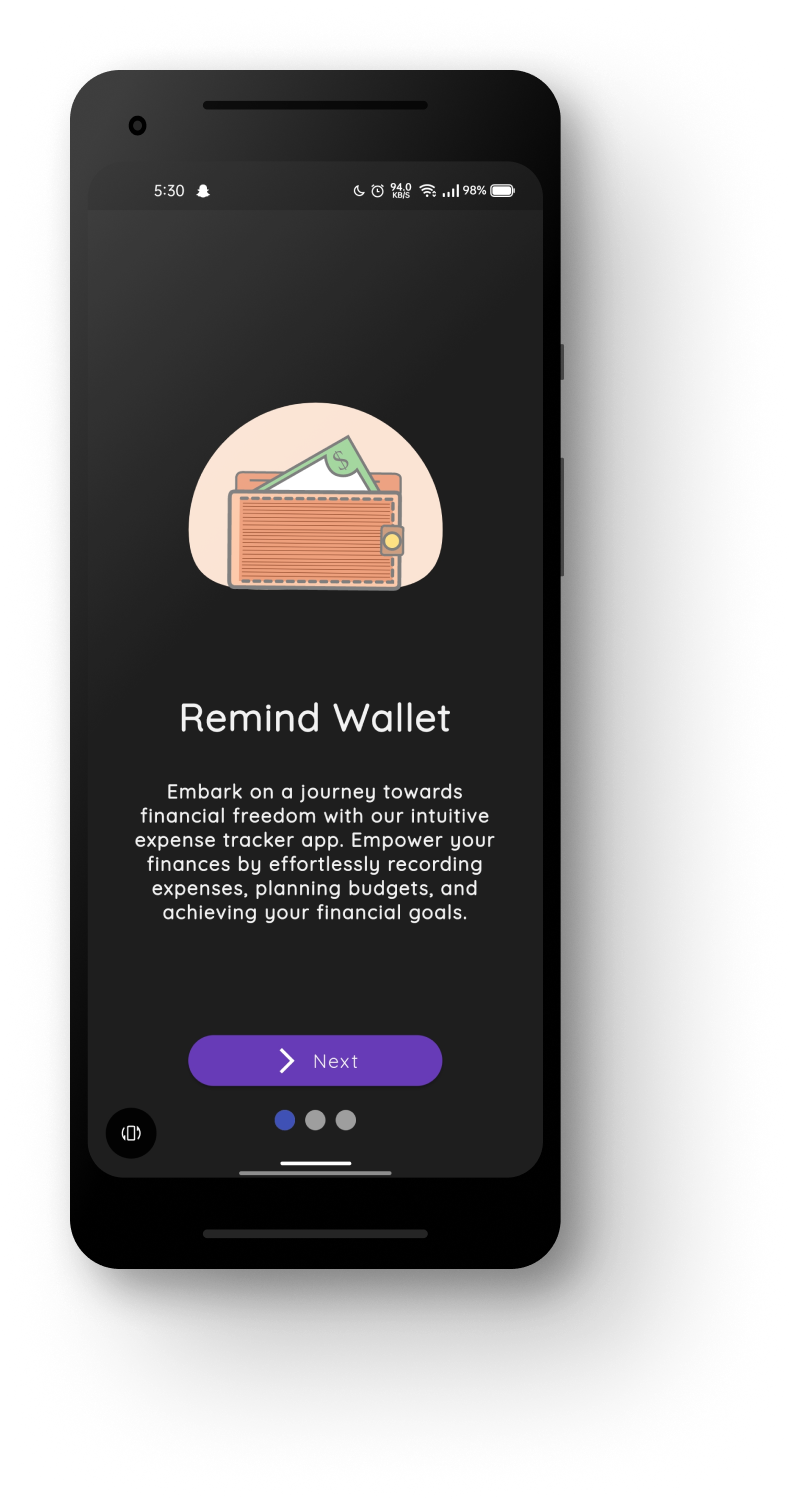 5:30 94.0 KB/S 98%
$
Remind Wallet
Embark on a journey towards
financial freedom with our intuitive
expense tracker app. Empower your
finances by effortlessly recording
expenses, planning budgets, and
achieving your financial goals.
Next